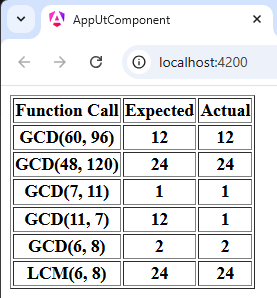 AppUtComponent
localhost:4200
Function Call Expected Actual
GCD(60, 96) 12 12
GCD(48, 120) 24 24
GCD(7, 11) 1 1
GCD(11, 7) 12 1
GCD(6, 8) 2 2
LCM(6, 8) 24 24